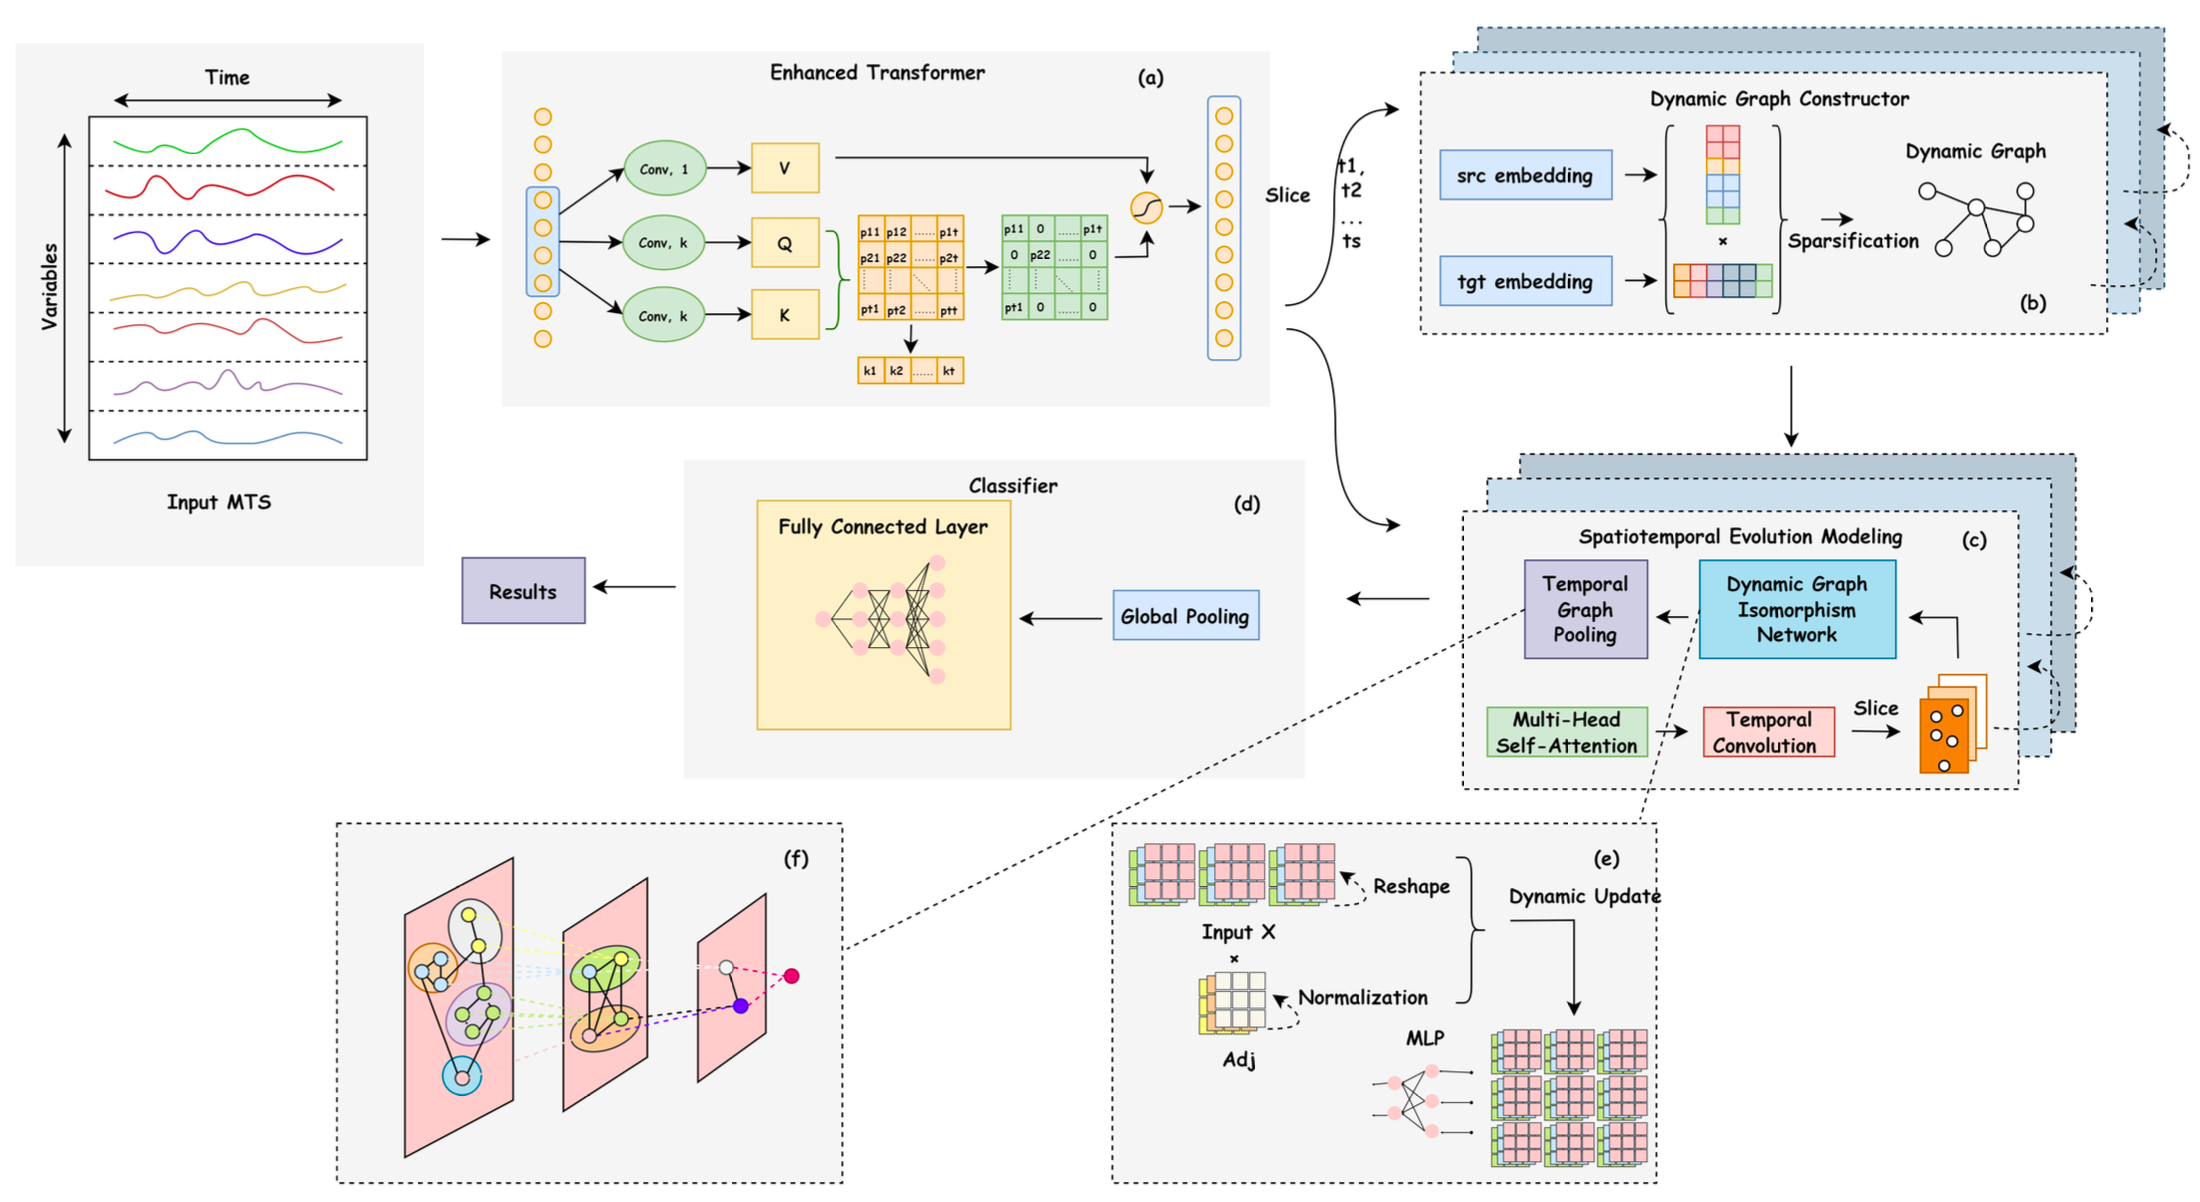 Time
Variables
Input MTS
Enhanced Transformer
(a)
Conv, 1
V
Conv, k
Q
Conv, k
K
p11 p12 ...... p1t
p21 p22 ...... p2t
pt1 pt2 ...... ptt
k1 k2 ...... kt
p11 0 ...... p1t
0 p22 ...... 0
pt1 0 ...... 0
Slice
t1,
t2
...
ts
Dynamic Graph Constructor
src embedding
tgt embedding
×
Sparsification
Dynamic Graph
(b)
Spatiotemporal Evolution Modeling
(c)
Temporal
Graph
Pooling
Dynamic Graph
Isomorphism
Network
Multi-Head
Self-Attention
Temporal
Convolution
Slice
Classifier
(d)
Fully Connected Layer
Global Pooling
Results
(f)
(e)
Reshape
Input X
×
Normalization
Adj
Dynamic Update
MLP